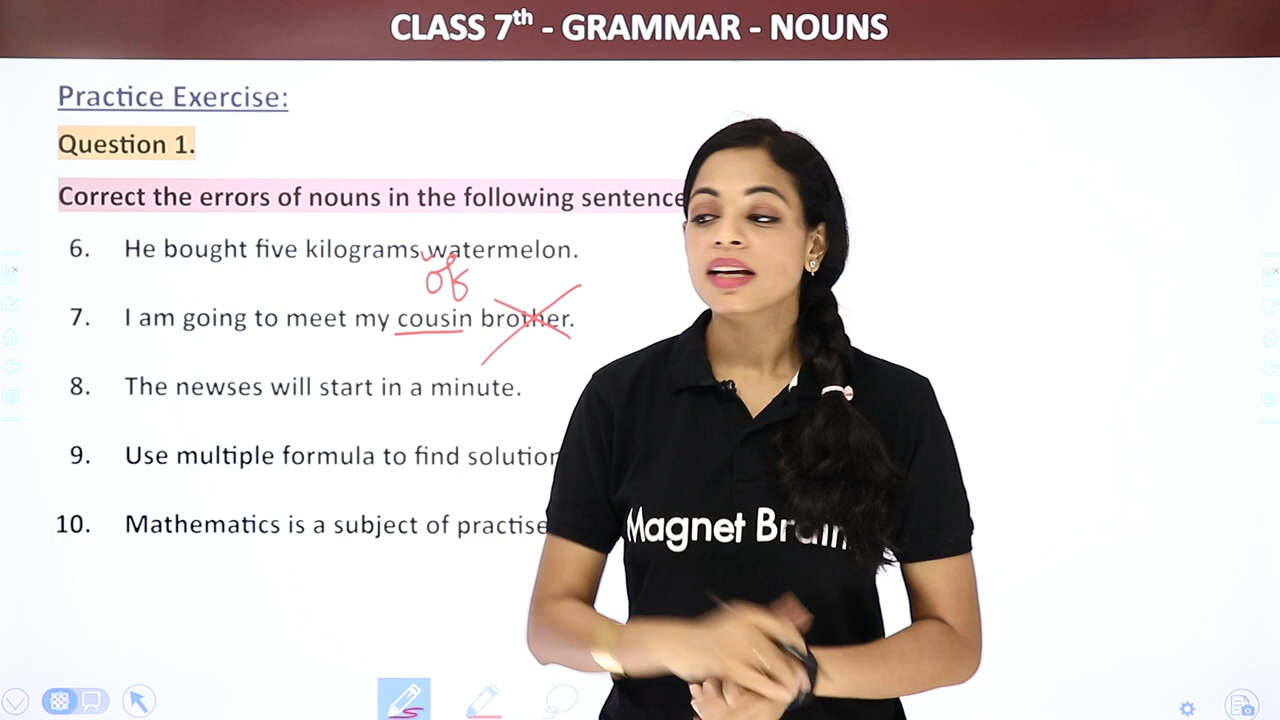 CLASS 7th - GRAMMAR - NOUNS
Practice Exercise:
Question 1.
Correct the errors of nouns in the following sentence
6. He bought five kilograms watermelon.
of
7. I am going to meet my cousin brother.
8. The newses will start in a minute.
9. Use multiple formula to find solution
10. Mathematics is a subject of practise
Magnet Brain